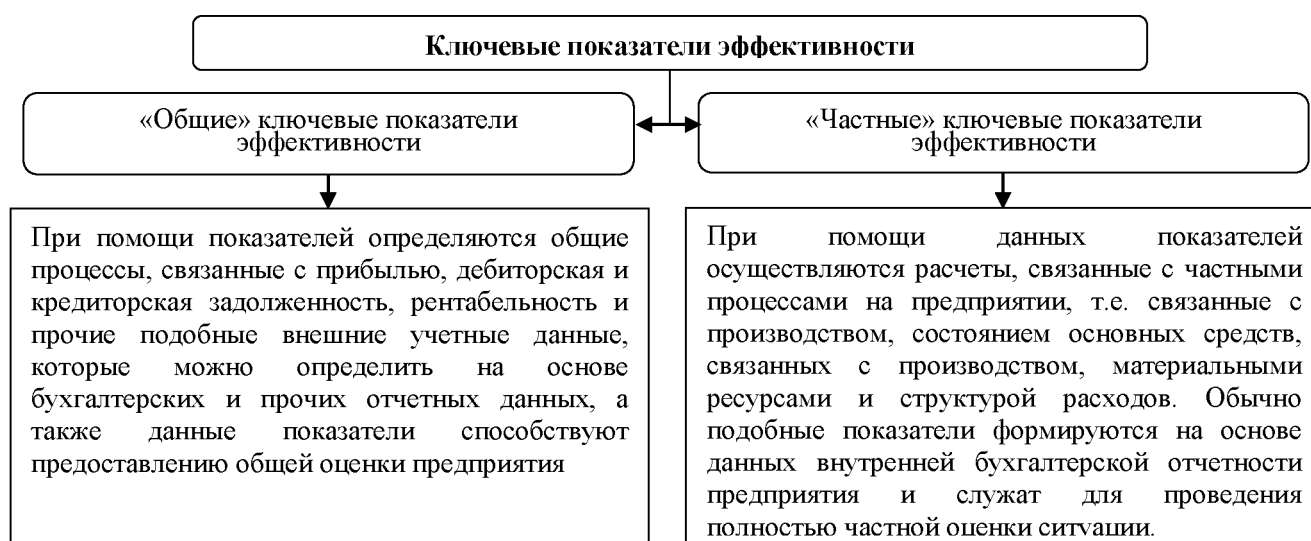 Ключевые показатели эффективности
«Общие» ключевые показатели
эффективности
«Частные» ключевые показатели
эффективности
При помощи показателей определяются общие
процессы, связанные с прибылью, дебиторская и
кредиторская задолженность, рентабельность и
прочие подобные внешние учетные данные,
которые можно определить на основе
бухгалтерских и прочих отчетных данных, а
также данные показатели способствуют
предоставлению общей оценки предприятия
При помощи данных показателей
осуществляются расчеты, связанные с частными
процессами на предприятии, т.е. связанные с
производством, состоянием основных средств,
связанных с производством, материальными
ресурсами и структурой расходов. Обычно
подобные показатели формируются на основе
данных внутренней бухгалтерской отчетности
предприятия и служат для проведения
полностью частной оценки ситуации.